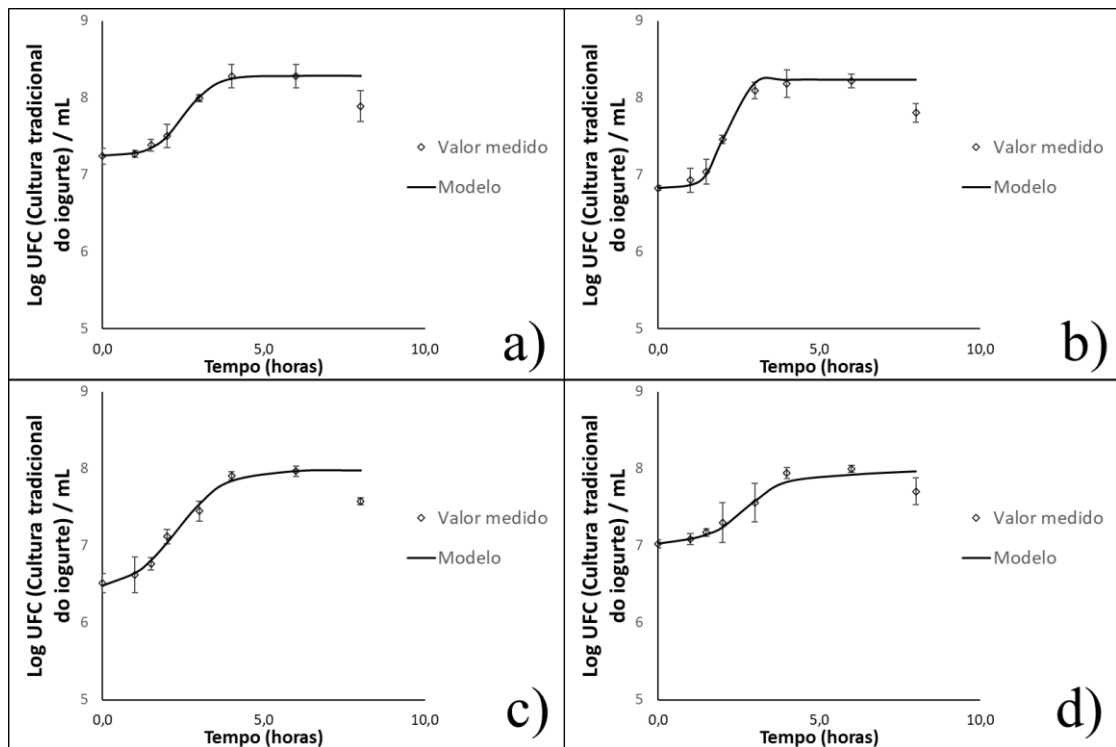 Log UFC (Cultura tradicional
do iogurte) / mL
9
8
7
6
5
0,0
5,0
10,0
Tempo (horas)
Valor medido
Modelo
a)
Log UFC (Cultura tradicional
do iogurte) / mL
9
8
7
6
5
0,0
5,0
10,0
Tempo (horas)
Valor medido
Modelo
b)
Log UFC (Cultura tradicional
do iogurte) / mL
9
8
7
6
5
0,0
5,0
10,0
Tempo (horas)
Valor medido
Modelo
c)
Log UFC (Cultura tradicional
do iogurte) / mL
9
8
7
6
5
0,0
5,0
10,0
Tempo (horas)
Valor medido
Modelo
d)